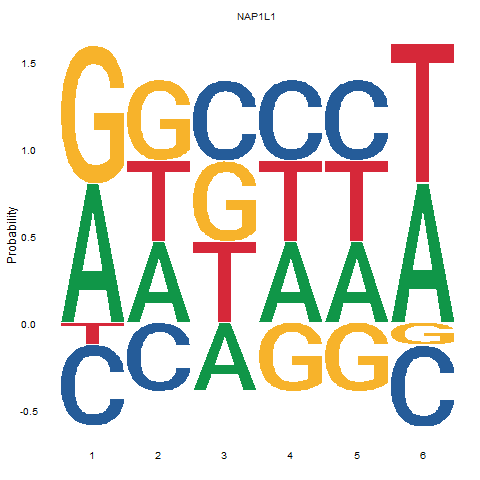 NAP1L1
Probability
1.5
1.0
0.5
0.0
-0.5
G G C C C T
A T G T T A
T A T A A G
C C A G G C
1 2 3 4 5 6